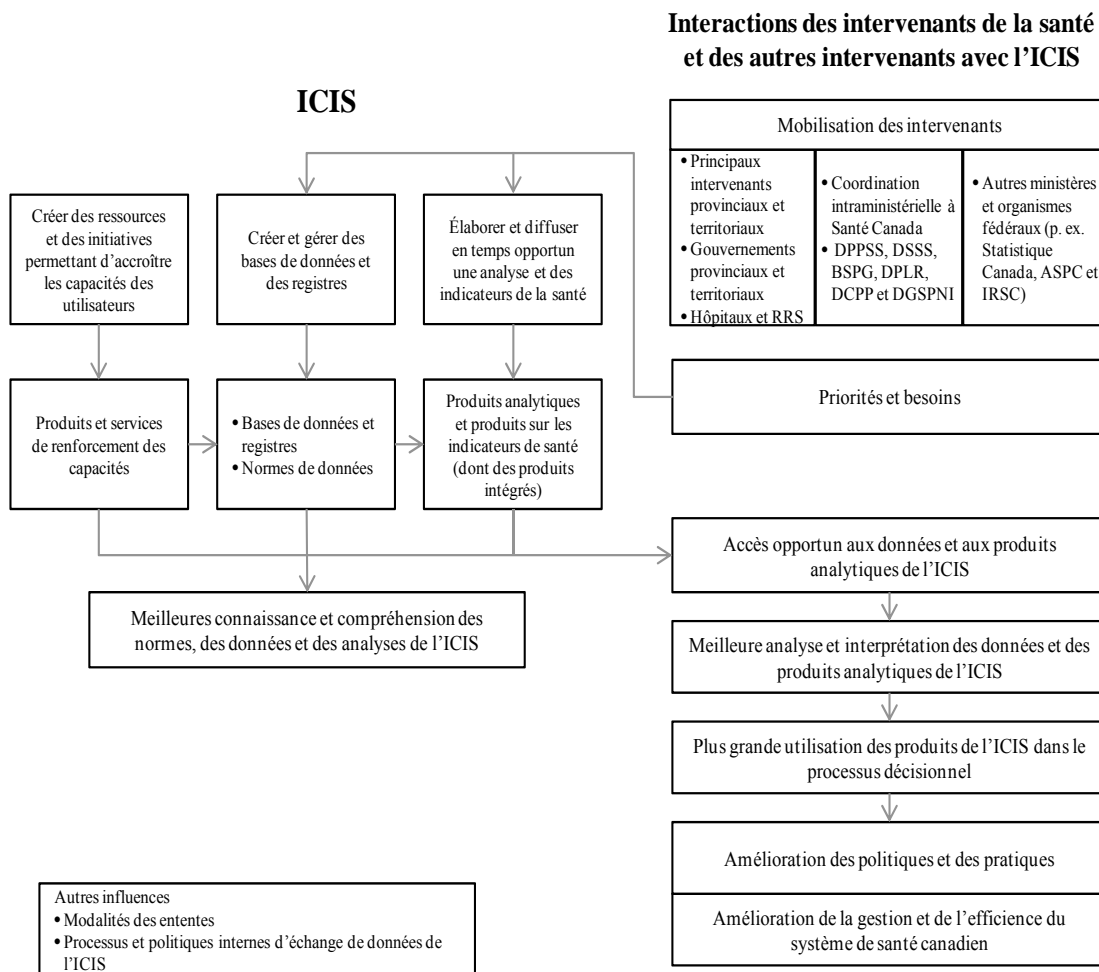 Interactions des intervenants de la santé
et des autres intervenants avec l'ICIS
ICIS
Mobilisation des intervenants
• Principaux
intervenants
provinciaux et
territoriaux
• Gouvernements
provinciaux et
territoriaux
• Hôpitaux et RRS
• Coordination
intraministérielle à
Santé Canada
• DPPSS, DSSS,
BSPG, DPLR,
DCPP et DGSPNI
• Autres ministères
et organismes
fédéraux (p. ex.
Statistique
Canada, ASPC et
IRSC)
Créer des ressources
et des initiatives
permettant d'accroître
les capacités des
utilisateurs
Créer et gérer des
bases de données et
des registres
Élaborer et diffuser
en temps opportun
une analyse et des
indicateurs de la santé
Priorités et besoins
Produits et services
de renforcement des
capacités
• Bases de données et
registres
• Normes de données
Produits analytiques
et produits sur les
indicateurs de santé
(dont des produits
intégrés)
Accès opportun aux données et aux produits
analytiques de l'ICIS
Meilleures connaissance et compréhension des
normes, des données et des analyses de l'ICIS
Meilleure analyse et interprétation des données et des
produits analytiques de l'ICIS
Plus grande utilisation des produits de l'ICIS dans le
processus décisionnel
Amélioration des politiques et des pratiques
Amélioration de la gestion et de l'efficience du
système de santé canadien
Autres influences
• Modalités des ententes
• Processus et politiques internes d'échange de données de
l'ICIS